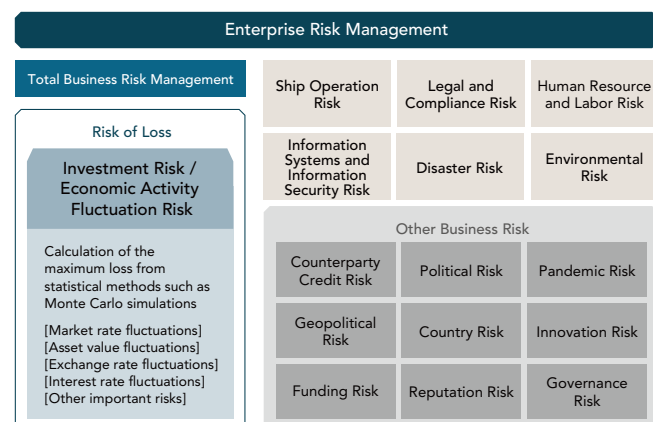 Enterprise Risk Management
Total Business Risk Management
Risk of Loss
Investment Risk /
Economic Activity
Fluctuation Risk
Calculation of the
maximum loss from
statistical methods such as
Monte Carlo simulations
[Market rate fluctuations]
[Asset value fluctuations]
[Exchange rate fluctuations]
[Interest rate fluctuations]
[Other important risks]
Ship Operation
Risk
Legal and
Compliance Risk
Human Resource
and Labor Risk
Information
Systems and
Information
Security Risk
Disaster Risk
Environmental
Risk
Other Business Risk
Counterparty
Credit Risk
Political Risk
Pandemic Risk
Geopolitical
Risk
Country Risk
Innovation Risk
Funding Risk
Reputation Risk
Governance
Risk